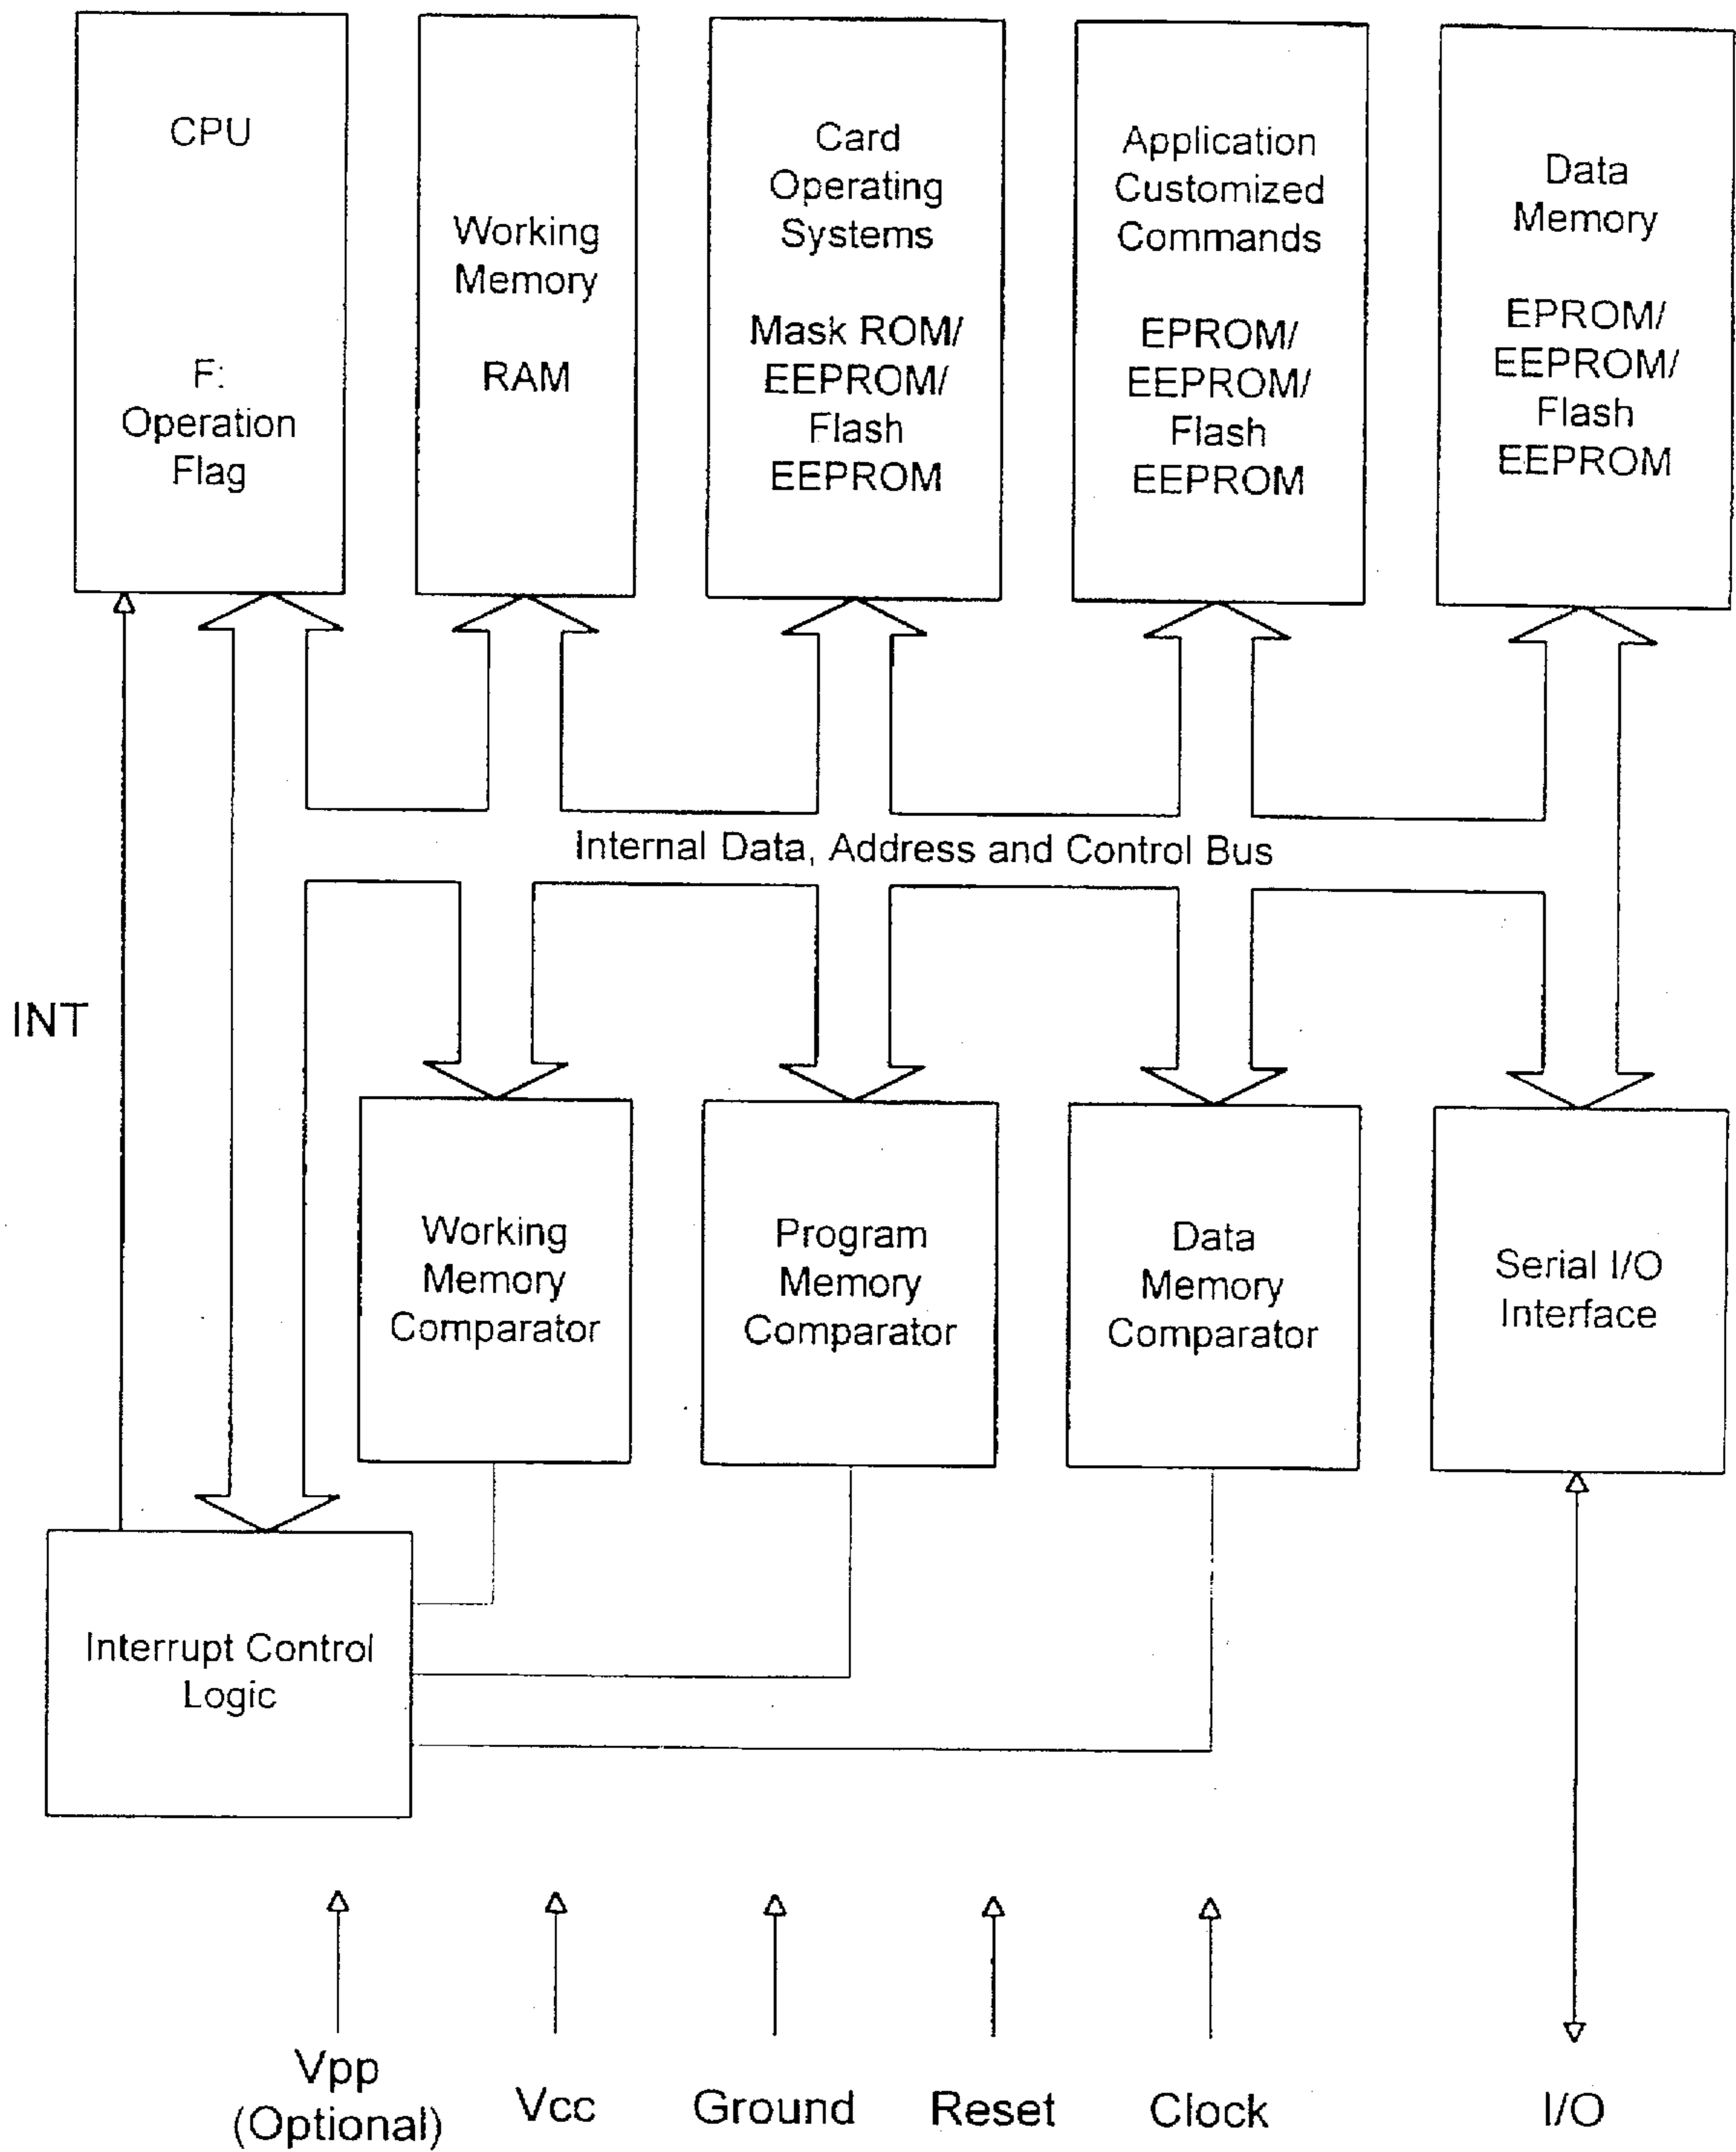 CPU
F:
Operation
Flag
Working
Memory
RAM
Card
Operating
Systems
Mask ROM/
EEPROM/
Flash
EEPROM
Application
Customized
Commands
EPROM/
EEPROM/
Flash
EEPROM
Data
Memory
EPROM/
EEPROM/
Flash
EEPROM
Internal Data, Address and Control Bus
INT
Working
Memory
Comparator
Program
Memory
Comparator
Data
Memory
Comparator
Serial I/O
Interface
Interrupt Control
Logic
Vpp
(Optional)
Vcc
Ground
Reset
Clock
I/O